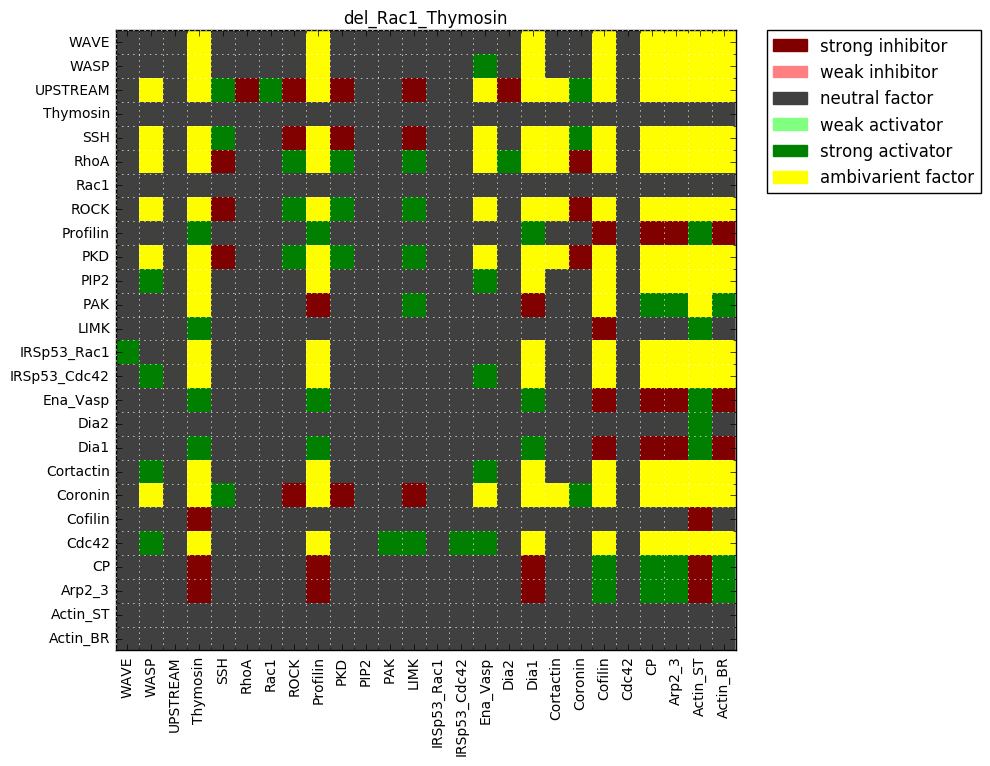 del_Rac1_Thymosin
WAVE
WASP
UPSTREAM
Thymosin
SSH
RhoA
Rac1
ROCK
Profilin
PKD
PIP2
PAK
LIMK
IRSp53_Rac1
IRSp53_Cdc42
Ena_Vasp
Dia2
Dia1
Cortactin
Coronin
Cofilin
Cdc42
CP
Arp2_3
Actin_ST
Actin_BR
WAVE
WASP
UPSTREAM
Thymosin
SSH
RhoA
Rac1
ROCK
Profilin
PKD
PIP2
PAK
LIMK
IRSp53_Rac1
IRSp53_Cdc42
Ena_Vasp
Dia2
Dia1
Cortactin
Coronin
Cofilin
Cdc42
CP
Arp2_3
Actin_ST
Actin_BR
strong inhibitor
weak inhibitor
neutral factor
weak activator
strong activator
ambivarient factor